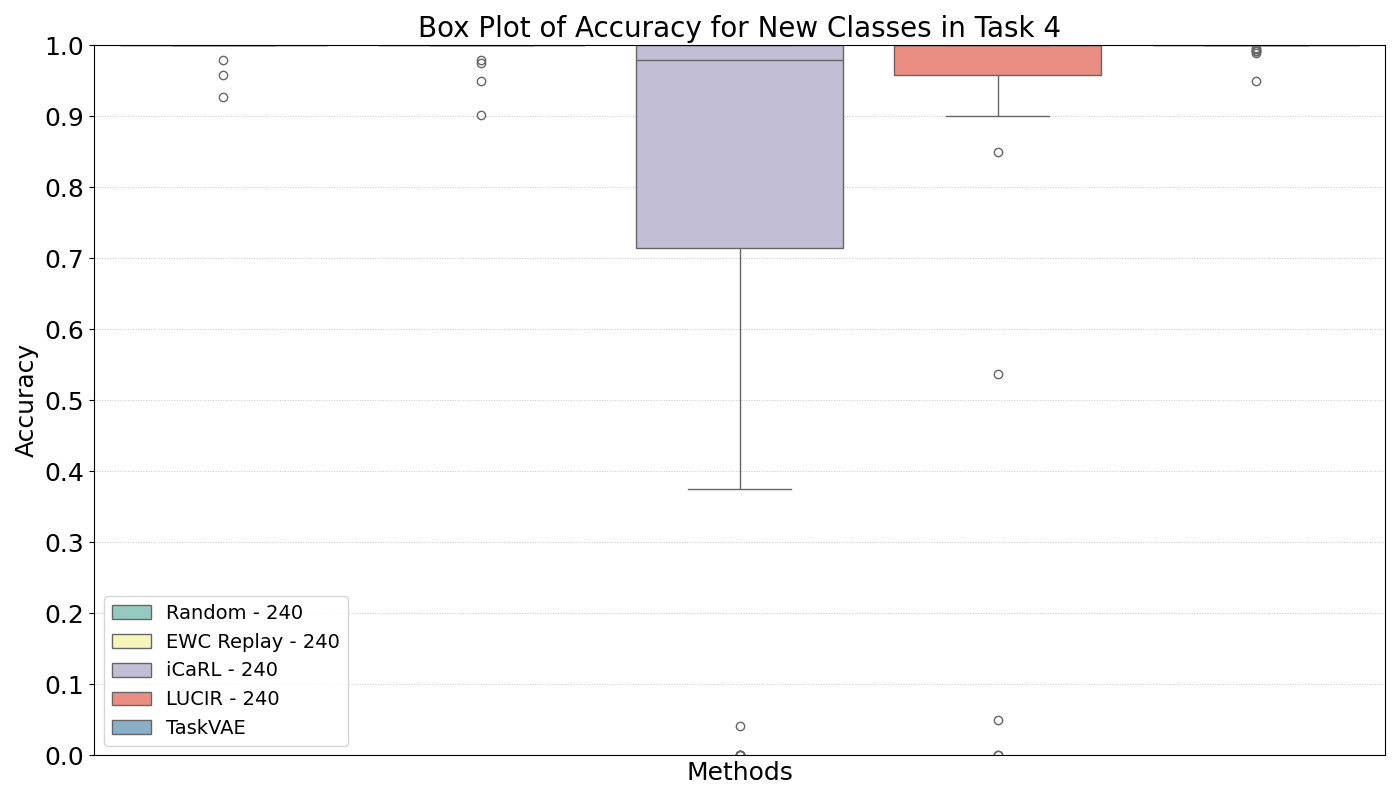 Box Plot of Accuracy for New Classes in Task 4
1.0
0.9
0.8
0.7
0.6
0.5
0.4
0.3
0.2
0.1
0.0
Accuracy
Random - 240
EWC Replay - 240
iCaRL - 240
LUCIR - 240
TaskVAE
Methods